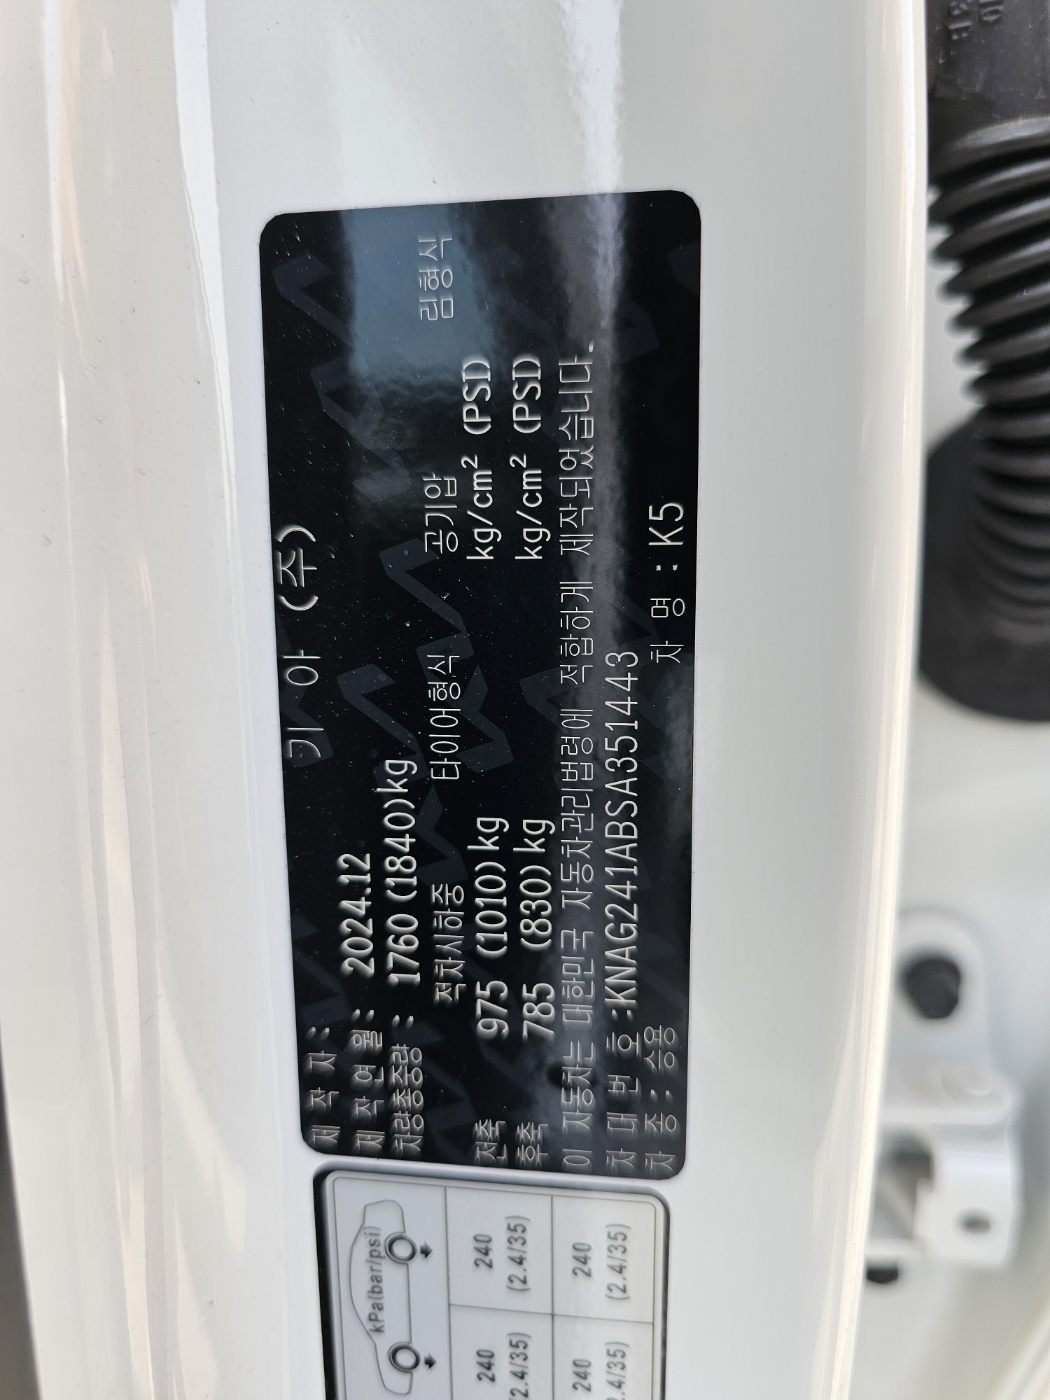 제 작 자 : 기 아 (주)
제 작 연 월 : 2024.12
차량총중량 : 1760 (1840)kg
적차시하중 타이어형식 공기압 림형식
전축 975 (1010) kg kg/cm² (PSI)
후축 785 (830) kg kg/cm² (PSI)
이 자동차는 대한민국 자동차관리법령에 적합하게 제작되었습니다.
차 대 번 호 :KNAG241ABSA351443
차 종 : 승용 차 명 : K5
kPa(bar/psi)
240 240
(2.4/35) (2.4/35)
240 240
(2.4/35) (2.4/35)